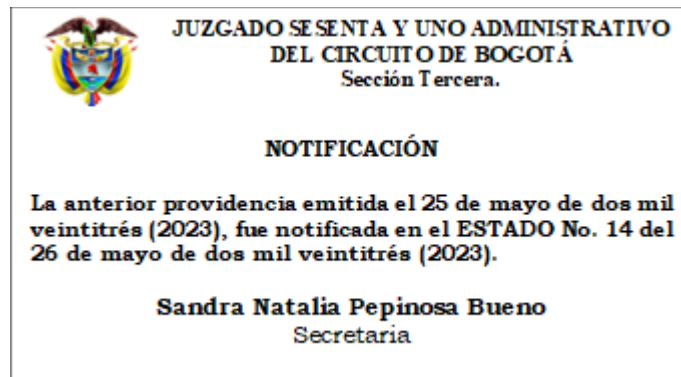 JUZGADO SESENTA Y UNO ADMINISTRATIVO
DEL CIRCUITO DE BOGOTÁ
Sección Tercera.
NOTIFICACIÓN
La anterior providencia emitida el 25 de mayo de dos mil
veintitrés (2023), fue notificada en el ESTADO No. 14 del
26 de mayo de dos mil veintitrés (2023).
Sandra Natalia Pepinosa Bueno
Secretaria